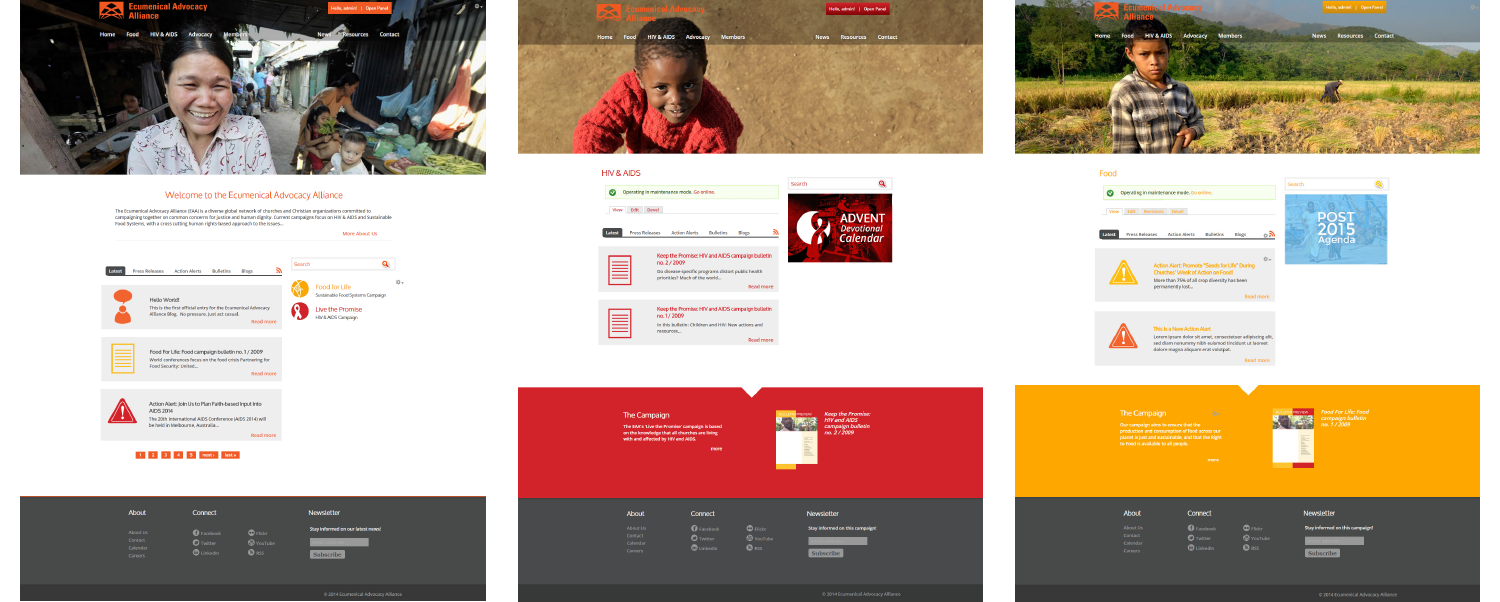 Ecumenical Advocacy
Alliance
Hello, admin! | Open Panel
Home Food HIV & AIDS Advocacy Members News Resources Contact
Welcome to the Ecumenical Advocacy Alliance
The Ecumenical Advocacy Alliance (EAA) is a diverse global network of churches and Christian organizations committed to
campaigning together on common concerns for justice and human dignity. Current campaigns focus on HIV & AIDS and Sustainable
Food Systems, with a cross cutting human rights-based approach to the issues...
More About Us
Latest Press Releases Action Alerts Bulletins Blogs
Search
Hello World!
This is the first official entry for the Ecumenical Advocacy
Alliance Blog. No pressure; just act casual.
Read more
Food for Life
Sustainable Food Systems Campaign
Live the Promise
HIV & AIDS Campaign
Food For Life: Food campaign bulletin no. 1 / 2009
World conferences focus on the food crisis Partnering for
Food Security: United...
Read more
Action Alert: Join Us to Plan Faith-based Input Into
AIDS 2014
The 20th International AIDS Conference (AIDS 2014) will
be held in Melbourne, Australia...
Read more
1 2 3 4 5 next › last »
About
About Us
Contact
Calendar
Careers
Connect
Facebook
Twitter
LinkedIn
Flickr
YouTube
RSS
Newsletter
Stay informed on our latest news!
Subscribe
© 2014 Ecumenical Advocacy Alliance
Ecumenical Advocacy
Alliance
Hello, admin! | Open Panel
Home Food HIV & AIDS Advocacy Members News Resources Contact
HIV & AIDS
Operating in maintenance mode. Go online.
View Edit Devel
Latest Press Releases Action Alerts Bulletins Blogs
Search
ADVENT
Devotional
Calendar
Keep the Promise: HIV and AIDS campaign bulletin
no. 2 / 2009
Do disease-specific programs distort public health
priorities? Much of the world...
Read more
Keep the Promise: HIV and AIDS campaign bulletin
no. 1 / 2009
In this bulletin: Children and HIV: New actions and
resources...
Read more
The Campaign
The EAA's 'Live the Promise' campaign is based
on the knowledge that all churches are living
with and affected by HIV and AIDS.
more
Keep the Promise:
HIV and AIDS
campaign bulletin
no. 2 / 2009
About
About Us
Contact
Calendar
Careers
Connect
Facebook
Twitter
LinkedIn
Flickr
YouTube
RSS
Newsletter
Stay informed on this campaign!
Subscribe
© 2014 Ecumenical Advocacy Alliance
Ecumenical Advocacy
Alliance
Hello, admin! | Open Panel
Home Food HIV & AIDS Advocacy Members News Resources Contact
Food
Operating in maintenance mode. Go online.
View Edit Revisions Devel
Latest Press Releases Action Alerts Bulletins Blogs
Search
POST
2015
Agenda
Action Alert: Promote "Seeds for Life" During
Churches' Week of Action on Food!
More than 75% of all crop diversity has been
permanently lost...
Read more
This is a New Action Alert
Lorem ipsum dolor sit amet, consectetuer adipiscing elit,
sed diam nonummy nibh euismod tincidunt ut laoreet
dolore magna aliquam erat volutpat.
Read more
The Campaign
Our campaign aims to ensure that the
production and consumption of food across our
planet is just and sustainable, and that the Right
to Food is available to all people.
more
Food For Life: Food
campaign bulletin
no. 1 / 2009
About
About Us
Contact
Calendar
Careers
Connect
Facebook
Twitter
LinkedIn
Flickr
YouTube
RSS
Newsletter
Stay informed on this campaign!
Subscribe
© 2014 Ecumenical Advocacy Alliance